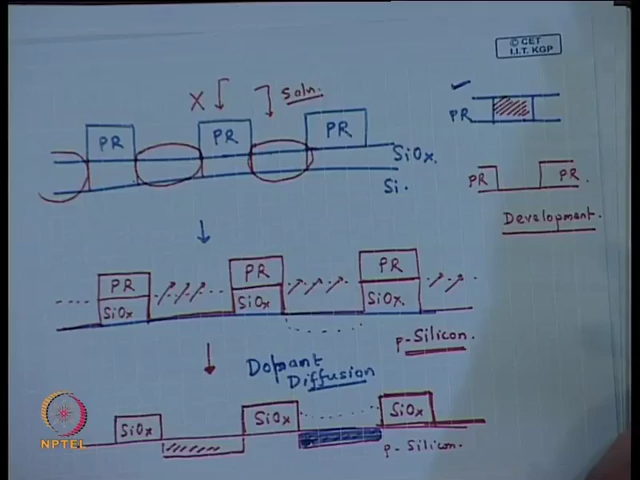 © CET
I.I.T. KGP
X
Soln.
PR
PR
PR
PR
SiOx.
Si.
PR
PR.
Development.
PR
PR
PR
SiOx
SiOx
SiOx.
p-Silicon.
Dopant
Diffusion
SiOx
SiOx
SiOx
p-Silicon.
NPTEL